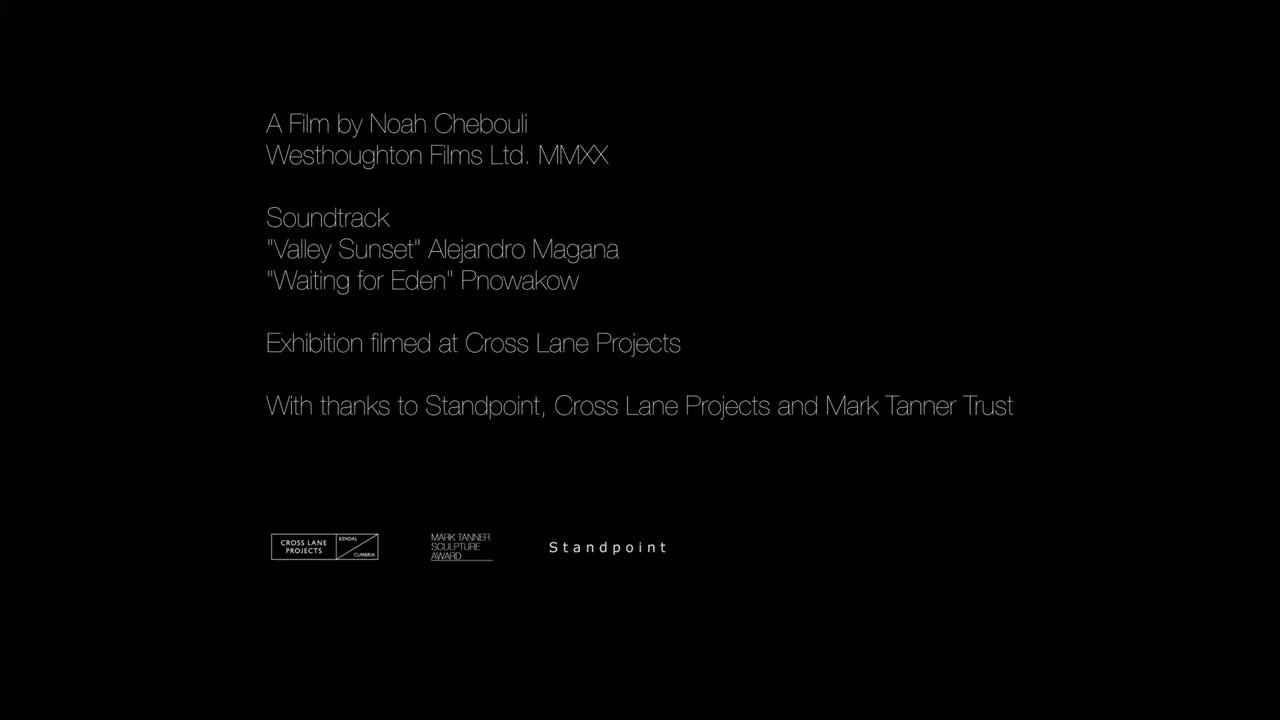 A Film by Noah Chebouli
Westhoughton Films Ltd. MMXX
Soundtrack
"Valley Sunset" Alejandro Magana
"Waiting for Eden" Pnowakow
Exhibition filmed at Cross Lane Projects
With thanks to Standpoint, Cross Lane Projects and Mark Tanner Trust
CROSS LANE
PROJECTS
KENDAL
CUMBRIA
MARK TANNER
SCULPTURE
AWARD
Standpoint